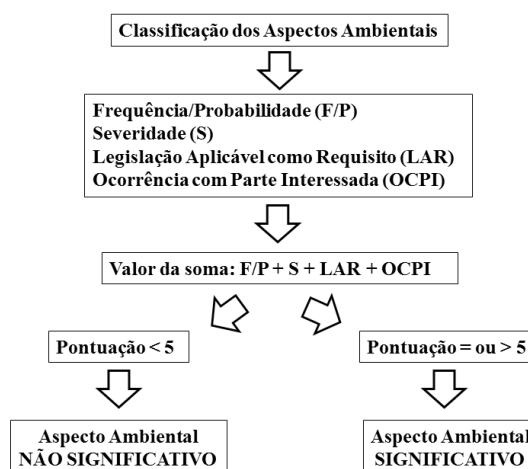 Classificação dos Aspectos Ambientais
Frequência/Probabilidade (F/P)
Severidade (S)
Legislação Aplicável como Requisito (LAR)
Ocorrência com Parte Interessada (OCPI)
Valor da soma: F/P + S + LAR + OCPI
Pontuação < 5
Pontuação = ou > 5
Aspecto Ambiental
NÃO SIGNIFICATIVO
Aspecto Ambiental
SIGNIFICATIVO